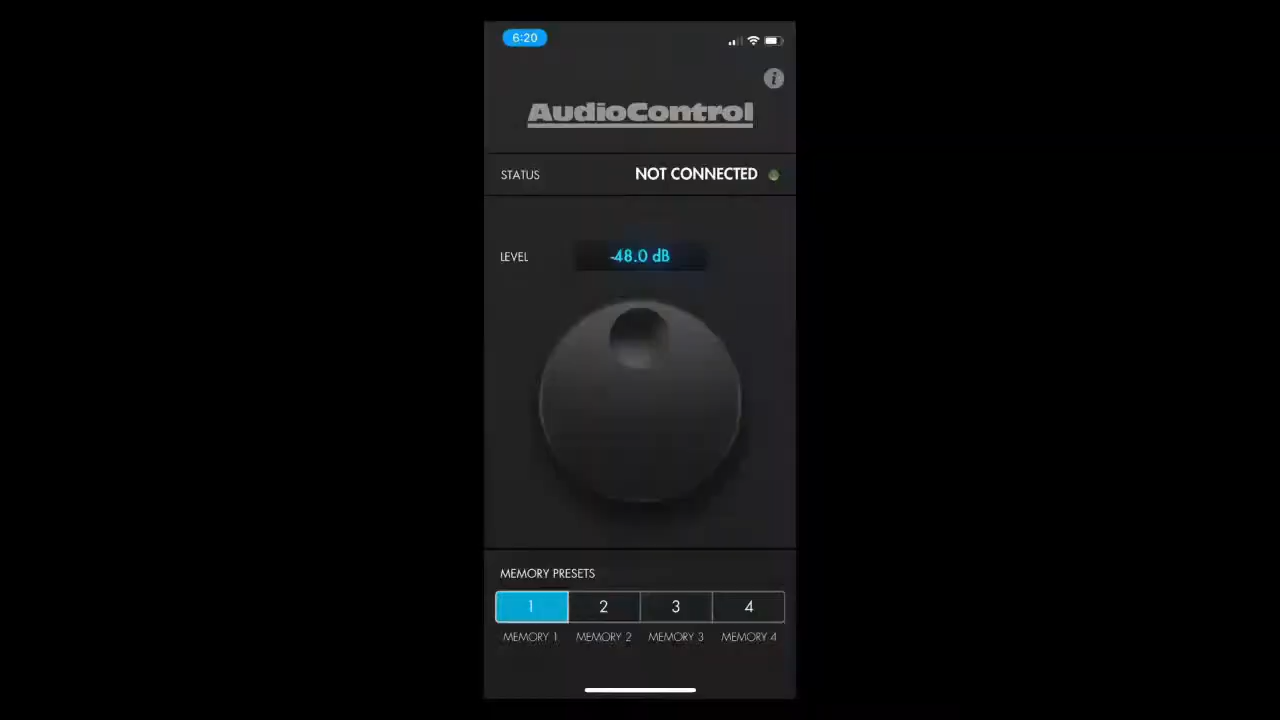 6:20
i
AudioControl
STATUS NOT CONNECTED
LEVEL -48.0 dB
MEMORY PRESETS
1 2 3 4
MEMORY 1 MEMORY 2 MEMORY 3 MEMORY 4